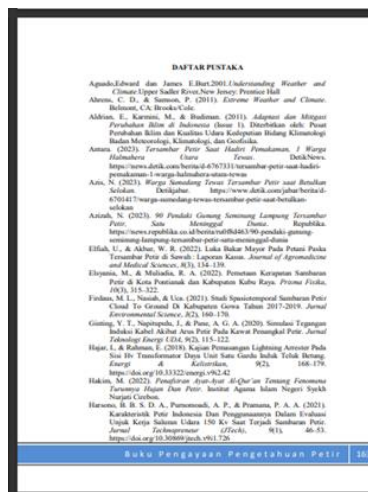 DAFTAR PUSTAKA
Aguado,Edward dan James E.Burt.2001.Understanding Weather and
Climate.Upper Sadler River,New Jersey: Prentice Hall
Ahrens, C. D., & Samson, P. (2011). Extreme Weather and Climate.
Belmont, CA: Brooks/Cole.
Aldrian, E., Karmini, M., & Budiman. (2011). Adaptasi dan Mitigasi
Perubahan Iklim di Indonesia (Issue 1). Diterbitkan oleh: Pusat
Perubahan Iklim dan Kualitas Udara Kedeputian Bidang Klimatologi
Badan Meteorologi, Klimatologi, dan Geofisika.
Antara. (2023). Tersambar Petir Saat Hadiri Pemakaman, 1 Warga
Halmahera Utara Tewas. DetikNews.
https://news.detik.com/berita/d-6767331/tersambar-petir-saat-hadiri-
pemakaman-1-warga-halmahera-utara-tewas
Azis, N. (2023). Warga Sumedang Tewas Tersambar Petir saat Betulkan
Selokan. Detikjabar. https://www.detik.com/jabar/berita/d-
6701417/warga-sumedang-tewas-tersambar-petir-saat-betulkan-
selokan
Azizah, N. (2023). 90 Pendaki Gunung Seminung Lampung Tersambar
Petir, Satu Meninggal Dunia. Republika.
https://news.republika.co.id/berita/ru0f8d463/90-pendaki-gunung-
seminung-lampung-tersambar-petir-satu-meninggal-dunia
Elfiah, U., & Akbar, W. R. (2022). Luka Bakar Mayor Pada Petani Paska
Tersambar Petir di Sawah : Laporan Kasus. Journal of Agromedicine
and Medical Sciences, 8(3), 134–139.
Elsyania, M., & Muliadia, R. A. (2022). Pemetaan Kerapatan Sambaran
Petir di Kota Pontianak dan Kabupaten Kubu Raya. Prisma Fisika,
10(3), 315–322.
Firdaus, M. L., Nasiah, & Uca. (2021). Studi Spasiotemporal Sambaran Petir
Cloud To Ground Di Kabupaten Gowa Tahun 2017-2019. Jurnal
Environmental Science, 3(2), 160–170.
Ginting, Y. T., Napitupulu, J., & Pane, A. G. A. (2020). Simulasi Tegangan
Induksi Kabel Akibat Arus Petir Pada Kawat Penangkal Petir. Jurnal
Teknologi Energi UDA, 9(2), 115–122.
Hajar, I., & Rahman, E. (2018). Kajian Pemasangan Lightning Arrester Pada
Sisi Hv Transformator Daya Unit Satu Gardu Induk Teluk Betung.
Energi & Kelistrikan, 9(2), 168–179.
https://doi.org/10.33322/energi.v9i2.42
Hakim, M. (2022). Penafsiran Ayat-Ayat Al-Qur'an Tentang Fenomena
Turunnya Hujan Dan Petir. Institut Agama Islam Negeri Syekh
Nurjati Cirebon.
Harsono, B. B. S. D. A., Purnomoadi, A. P., & Pramana, P. A. A. (2021).
Karakteristik Petir Indonesia Dan Penggunaannya Dalam Evaluasi
Unjuk Kerja Saluran Udara 150 Kv Saat Terjadi Sambaran Petir.
Jurnal Technopreneur (JTech), 9(1), 46–53.
https://doi.org/10.30869/jtech.v9i1.726
Buku Pengayaan Pengetahuan Petir